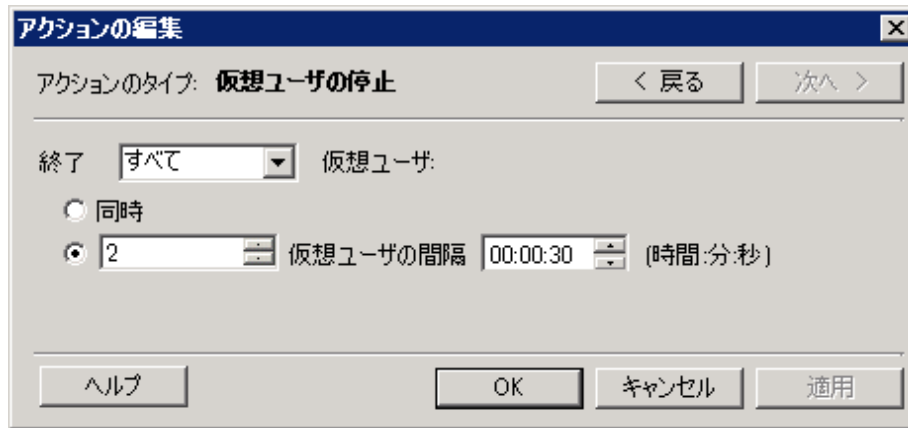 アクションの編集
アクションのタイプ: 仮想ユーザの停止 < 戻る 次へ >
終了 すべて 仮想ユーザ:
同時
2 仮想ユーザの間隔 00:00:30 (時間:分:秒)
ヘルプ OK キャンセル 適用